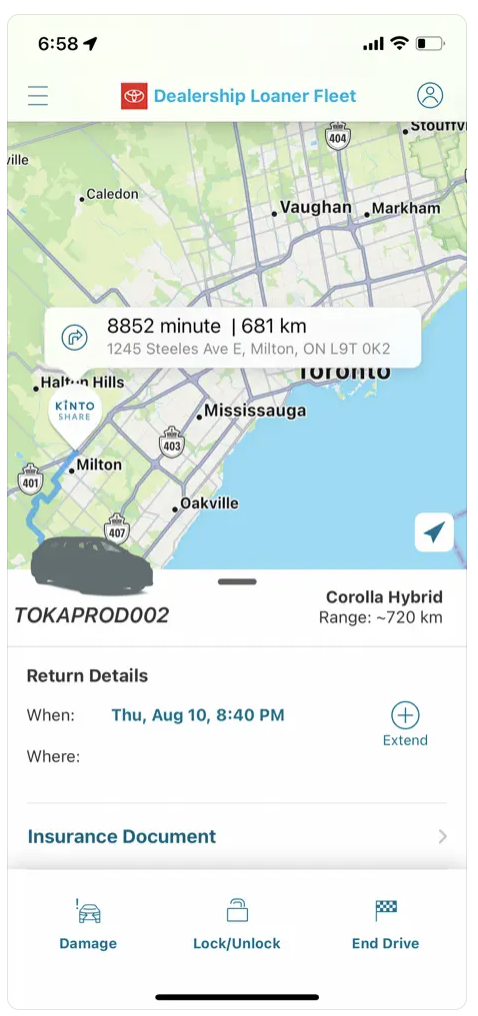 6:58
Dealership Loaner Fleet
404
Stouffv
ville
Caledon
Vaughan
Markham
8852 minute | 681 km
1245 Steeles Ave E, Milton, ON L9T 0K2
Toronto
Halton Hills
KINTO
SHARE
Mississauga
403
Milton
401
Oakville
407
TOKAPROD002
Corolla Hybrid
Range: ~720 km
Return Details
When: Thu, Aug 10, 8:40 PM
Extend
Where:
Insurance Document
Damage Lock/Unlock End Drive